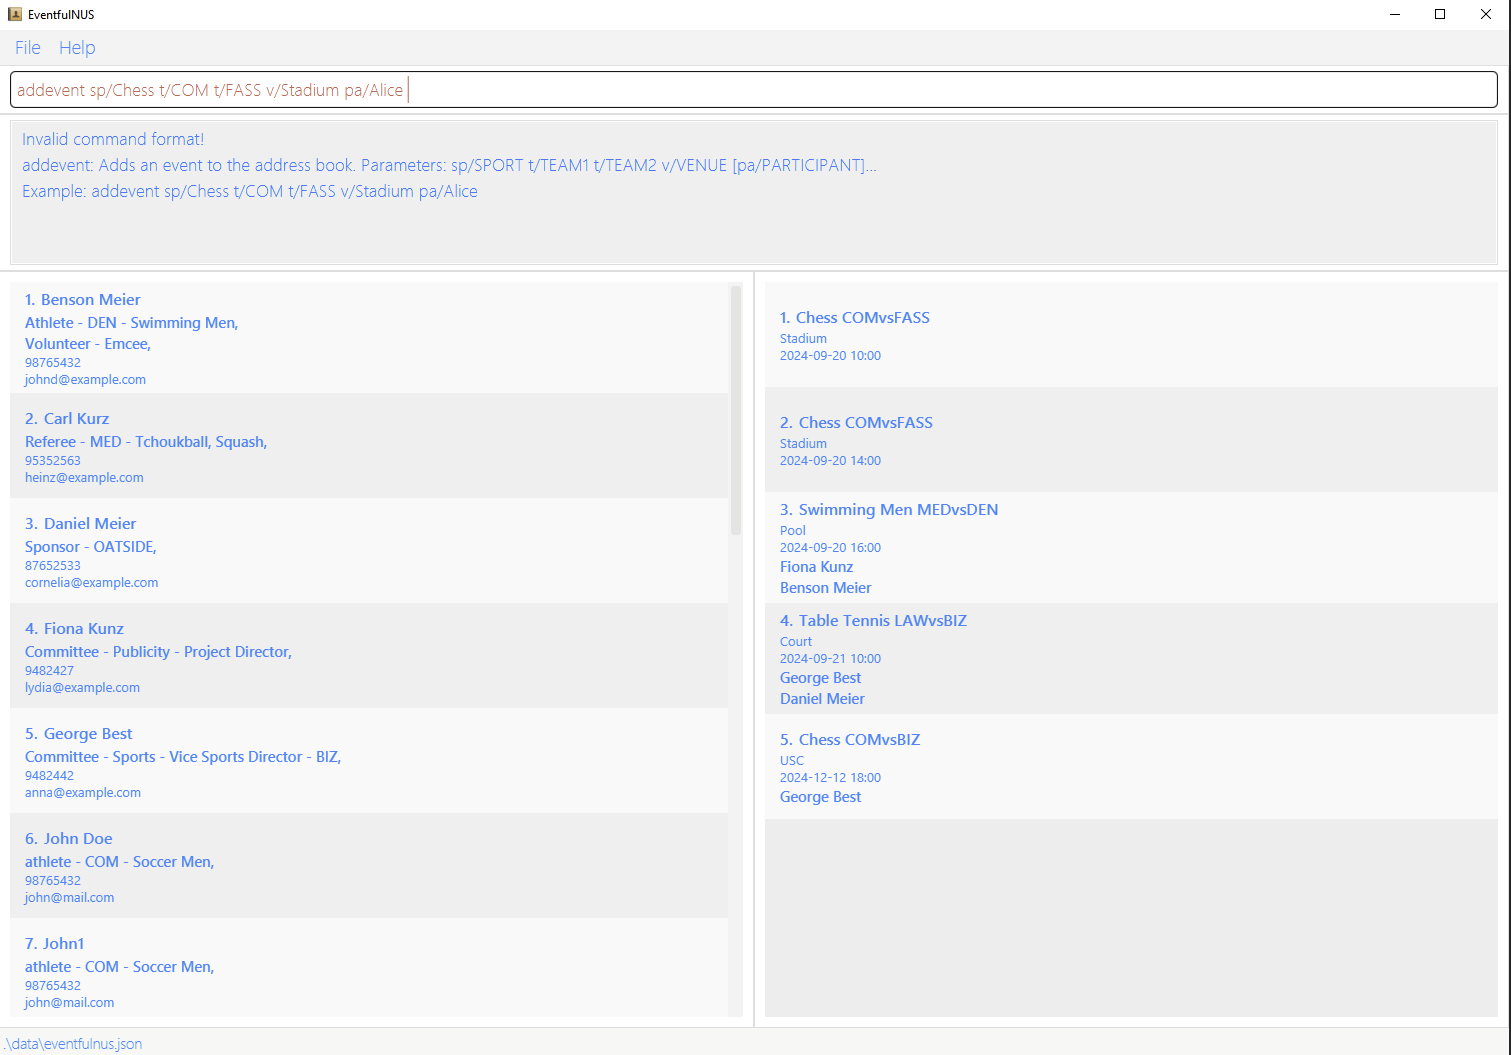 EventfulNUS
File Help
addevent sp/Chess t/COM t/FASS v/Stadium pa/Alice
Invalid command format!
addevent: Adds an event to the address book. Parameters: sp/SPORT t/TEAM1 t/TEAM2 v/VENUE [pa/PARTICIPANT]...
Example: addevent sp/Chess t/COM t/FASS v/Stadium pa/Alice
1. Benson Meier
Athlete - DEN - Swimming Men,
Volunteer - Emcee,
98765432
johnd@example.com
2. Carl Kurz
Referee - MED - Tchoukball, Squash,
95352563
heinz@example.com
3. Daniel Meier
Sponsor - OATSIDE,
87652533
cornelia@example.com
4. Fiona Kunz
Committee - Publicity - Project Director,
9482427
lydia@example.com
5. George Best
Committee - Sports - Vice Sports Director - BIZ,
9482442
anna@example.com
6. John Doe
athlete - COM - Soccer Men,
98765432
john@mail.com
7. John1
athlete - COM - Soccer Men,
98765432
john@mail.com
1. Chess COMvsFASS
Stadium
2024-09-20 10:00
2. Chess COMvsFASS
Stadium
2024-09-20 14:00
3. Swimming Men MEDvsDEN
Pool
2024-09-20 16:00
Fiona Kunz
Benson Meier
4. Table Tennis LAWvsBIZ
Court
2024-09-21 10:00
George Best
Daniel Meier
5. Chess COMvsBIZ
USC
2024-12-12 18:00
George Best
.\data\eventfulnus.json